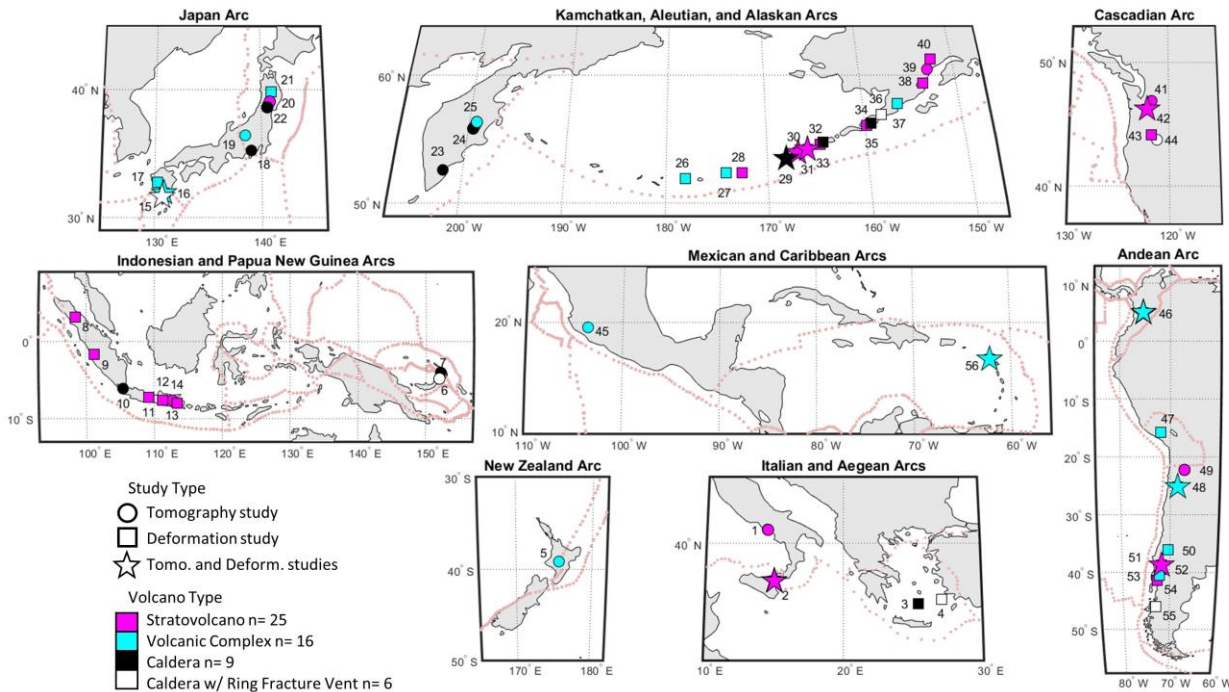 Japan Arc
40° N
30° N
130° E
140° E
21
20
22
19
18
17
16
15
Kamchatkan, Aleutian, and Alaskan Arcs
60° N
50° N
200° W
190° W
180° W
170° W
160° W
150° W
40
39
38
36
37
34
35
32
30
31
33
29
28
27
26
25
24
23
Cascadian Arc
50° N
40° N
130° W
120° W
41
42
43
44
Indonesian and Papua New Guinea Arcs
0°
10° S
100° E
110° E
120° E
130° E
140° E
150° E
8
9
10
11
12
14
13
7
6
Mexican and Caribbean Arcs
20° N
10° N
110° W
100° W
90° W
80° W
70° W
60° W
45
56
Andean Arc
10° N
0°
10° S
20° S
30° S
40° S
50° S
80° W
70° W
60° W
46
47
49
48
50
51
52
53
54
55
New Zealand Arc
30° S
40° S
50° S
170° E
180° E
5
Italian and Aegean Arcs
40° N
10° E
20° E
30° E
1
2
3
4
Study Type
Tomography study
Deformation study
Tomo. and Deform. studies
Volcano Type
Stratovolcano n= 25
Volcanic Complex n= 16
Caldera n= 9
Caldera w/ Ring Fracture Vent n= 6